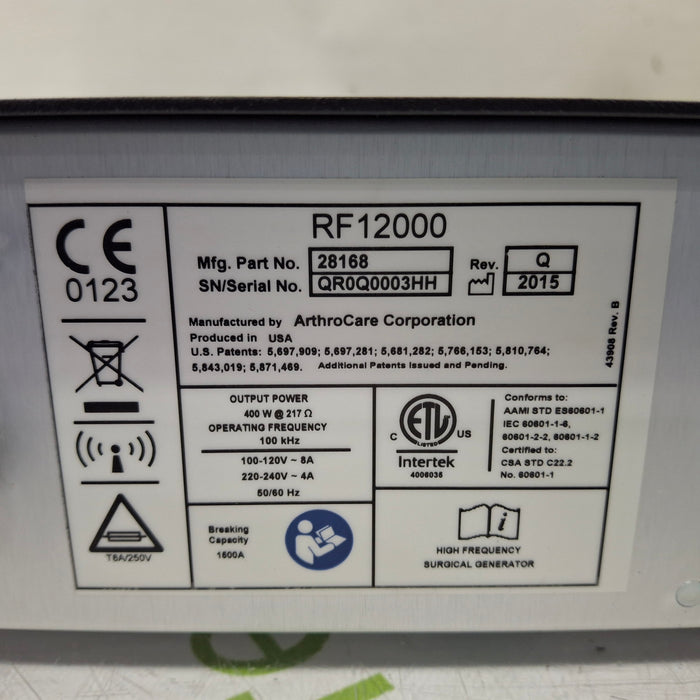 CE
0123
T8A/250V
RF12000
Mfg. Part No. 28168 Rev. Q
SN/Serial No. QR0Q0003HH 2015
Manufactured by ArthroCare Corporation
Produced in USA
U.S. Patents: 5,697,909; 5,697,281; 5,681,282; 5,766,153; 5,810,764;
5,843,019; 5,871,469. Additional Patents Issued and Pending.
43908 Rev. B
OUTPUT POWER
400 W @ 217 Ω
OPERATING FREQUENCY
100 kHz
100-120V ~ 8A
220-240V ~ 4A
50/60 Hz
C ETL US
LISTED
Intertek
4006036
Conforms to:
AAMI STD ES60601-1
IEC 60601-1-6,
60601-2-2, 60601-1-2
Certified to:
CSA STD C22.2
No. 60601-1
Breaking
Capacity
1500A
i
HIGH FREQUENCY
SURGICAL GENERATOR